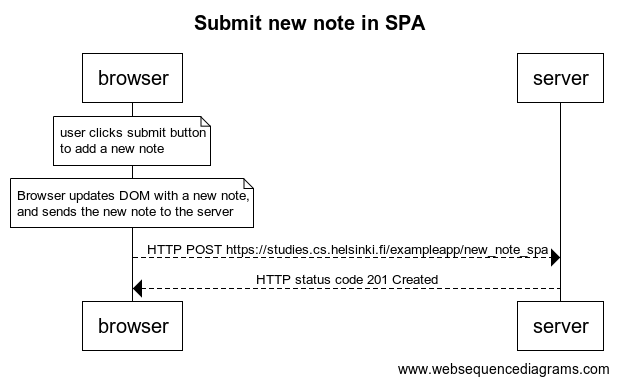 Submit new note in SPA
browser
server
user clicks submit button
to add a new note
Browser updates DOM with a new note,
and sends the new note to the server
HTTP POST https://studies.cs.helsinki.fi/exampleapp/new_note_spa
HTTP status code 201 Created
browser
server
www.websequencediagrams.com